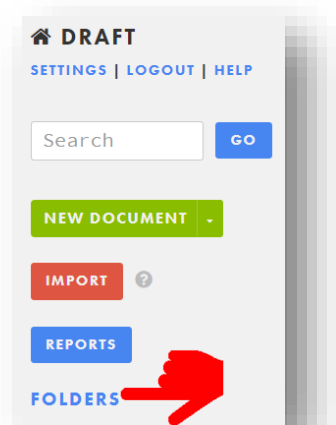 DRAFT
SETTINGS | LOGOUT | HELP
Search GO
NEW DOCUMENT
IMPORT ?
REPORTS
FOLDERS